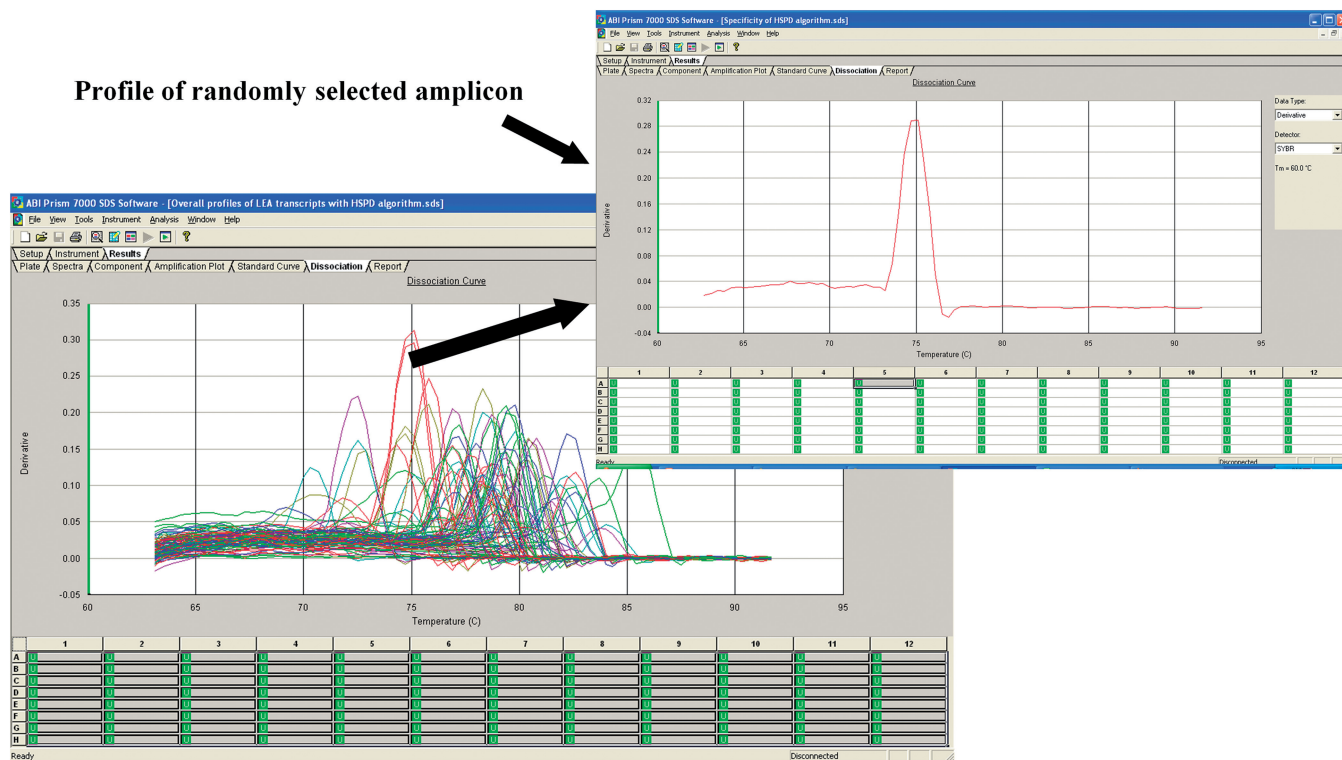 Profile of randomly selected amplicon
ABI Prism 7000 SDS Software - [Specificity of HSPD algorithm.sds]
File View Tools Instrument Analysis Window Help
Setup Instrument Results
Plate Spectra Component Amplification Plot Standard Curve Dissociation Report
Dissociation Curve
Data Type:
Derivative
Detector:
SYBR
Tm = 60.0 °C
0.32
0.28
0.24
0.20
0.16
0.12
0.08
0.04
0.00
-0.04
Derivative
60 65 70 75 80 85 90 95
Temperature (C)
1 2 3 4 5 6 7 8 9 10 11 12
A U U U U U U U U U U U U
B U U U U U U U U U U U U
C U U U U U U U U U U U U
D U U U U U U U U U U U U
E U U U U U U U U U U U U
F U U U U U U U U U U U U
G U U U U U U U U U U U U
H U U U U U U U U U U U U
Ready Disconnected
ABI Prism 7000 SDS Software - [Overall profiles of LEA transcripts with HSPD algorithm.sds]
File View Tools Instrument Analysis Window Help
Setup Instrument Results
Plate Spectra Component Amplification Plot Standard Curve Dissociation Report
Dissociation Curve
0.35
0.30
0.25
0.20
0.15
0.10
0.05
0.00
-0.05
Derivative
60 65 70 75 80 85 90 95
Temperature (C)
1 2 3 4 5 6 7 8 9 10 11 12
A U U U U U U U U U U U U
B U U U U U U U U U U U U
C U U U U U U U U U U U U
D U U U U U U U U U U U U
E U U U U U U U U U U U U
F U U U U U U U U U U U U
G U U U U U U U U U U U U
H U U U U U U U U U U U U
Ready Disconnected